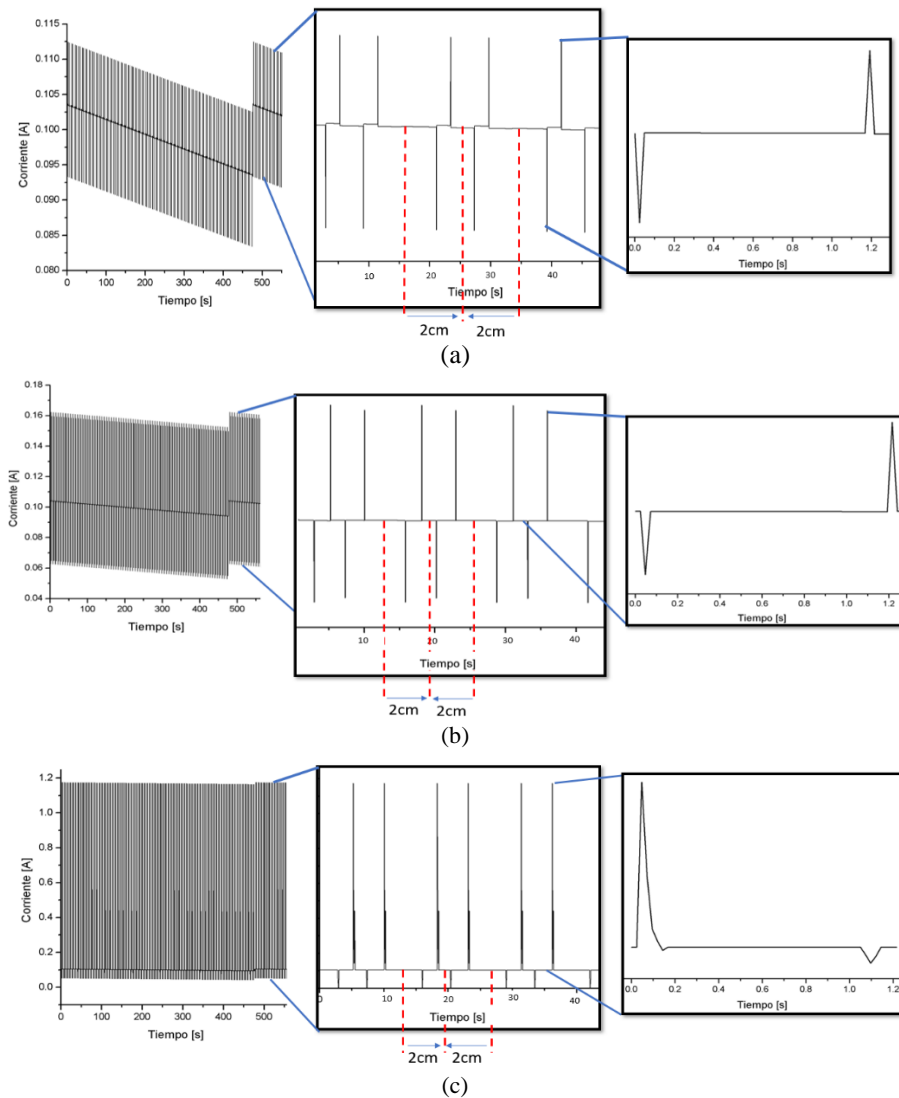 0.115
0.110
0.105
0.100
0.095
0.090
0.085
0.080
Corriente [A]
0 100 200 300 400 500
Tiempo [s]
10 20 30 40
Tiempo [s]
2cm 2cm
0.0 0.2 0.4 0.6 0.8 1.0 1.2
Tiempo [s]
(a)
0.18
0.16
0.14
0.12
0.10
0.08
0.06
0.04
Corriente [A]
0 100 200 300 400 500
Tiempo [s]
10 20 30 40
Tiempo [s]
2cm 2cm
0.0 0.2 0.4 0.6 0.8 1.0 1.2
Tiempo [s]
(b)
1.2
1.0
0.8
0.6
0.4
0.2
0.0
Corriente [A]
0 100 200 300 400 500
Tiempo [s]
0 10 20 30 40
Tiempo [s]
2cm 2cm
0.0 0.2 0.4 0.6 0.8 1.0 1.2
Tiempo [s]
(c)